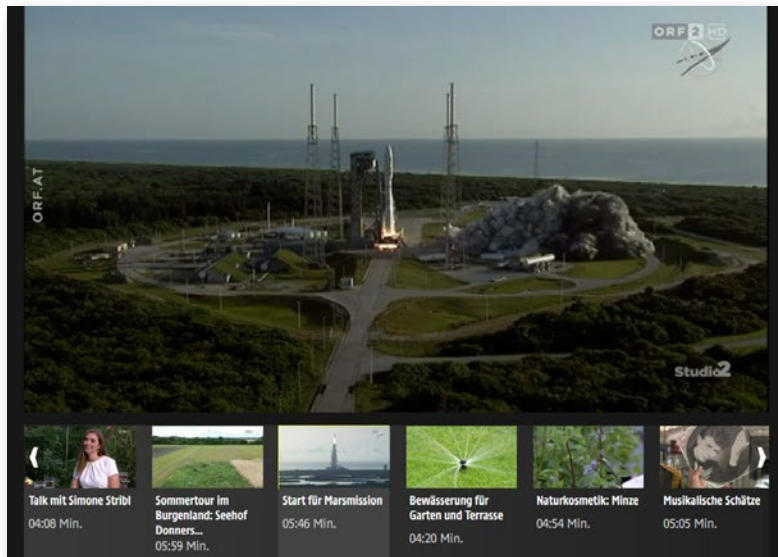 ORF 2 HD
ORF.AT
Studio2
Talk mit Simone Stribl
04:08 Min.
Sommertour im
Burgenland: Seehof
Donners...
05:59 Min.
Start für Marsmission
05:46 Min.
Bewässerung für
Garten und Terrasse
04:20 Min.
Naturkosmetik: Minze
04:54 Min.
Musikalische Schätze
05:05 Min.